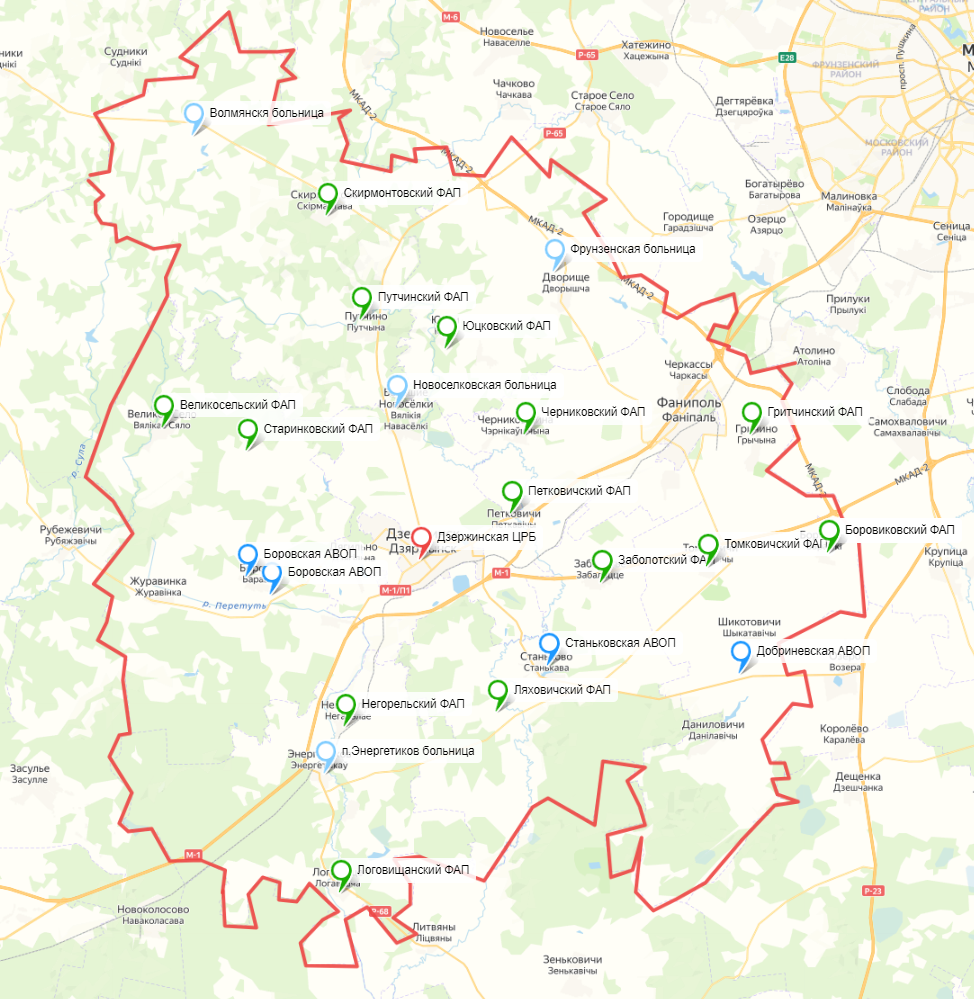 М-6
Новоселье
Наваселле
Судники
Суднікі
Р-65
Хатежино
Хацежына
Е28
ФРУНЗЕНСКИЙ
РАЙОН
просп. Пушкина
МКАД-2
Чачково
Чачкава
Старое Село
Старое Сяло
Дегтярёвка
Дзегцяроўка
Волмянскя больница
Р-65
МОСКОВСКИЙ
РАЙОН
МКАД-2
Богатырёво
Багатырова
Скирмонтовский ФАП
Малиновка
Малінаўка
Городище
Гарадзішча
Озерцо
Азярцо
Сеница
Сеніца
МКАД-2
Фрунзенская больница
Дворище
Дворышча
МКАД-2
Путчинский ФАП
Путчына
Прилуки
Прылукі
Юцковский ФАП
Атолино
Атоліна
Черкассы
Чаркасы
Новоселковская больница
Вялікія
Навасёлкі
Слобода
Слабада
Великосельский ФАП
Вялікае Сяло
Старинковский ФАП
Черниковский ФАП
Фаниполь
Фаніпаль
Гритчинский ФАП
Грычына
Самохваловичи
Самахвалавічы
р. Сула
МКАД-2
МКАД-2
Петковичский ФАП
Петковичи
Рубежевичи
Рубяжэвічы
Дзержинская ЦРБ
Боровиковский ФАП
Томковичский ФАП
Боровская АВОП
Боровская АВОП
Заболотский ФАП
Крупица
Крупіца
М-1
М-1/П1
Журавинка
Журавінка
р. Перетуть
Шикотовичи
Шыкатавічы
Станьковская АВОП
Станьково
Станькава
Добриневская АВОП
Возера
Ляховичский ФАП
Негорельский ФАП
Даниловичи
Данілавічы
Королёво
Каралёва
п.Энергетиков больница
Засулье
Засулле
Дещенка
Дзешчанка
М-1
Логовищанский ФАП
Р-23
Новоколосово
Наваколасава
Р-68
Литвяны
Ліцвяны
Зеньковичи
Зенькавічы